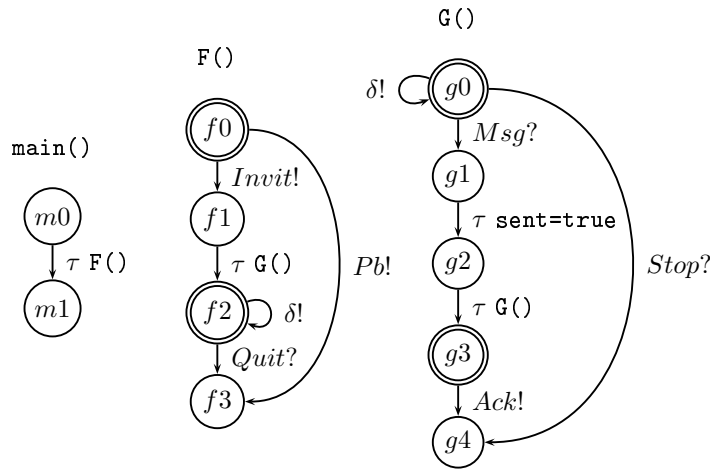 main()
m0
τ F()
m1
F()
f0
Invit!
f1
τ G()
f2
δ!
Quit?
f3
Pb!
G()
δ!
g0
Msg?
g1
τ sent=true
g2
τ G()
g3
Ack!
g4
Stop?